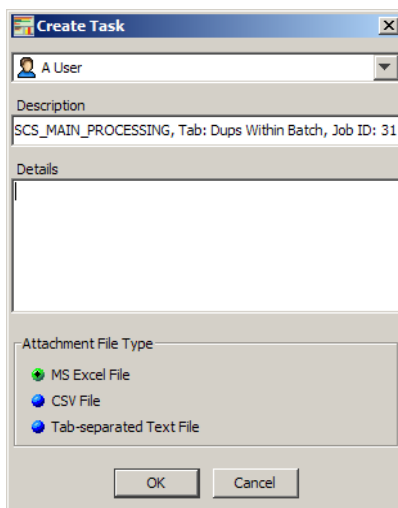 Create Task
A User
Description
SCS_MAIN_PROCESSING, Tab: Dups Within Batch, Job ID: 31
Details
Attachment File Type
MS Excel File
CSV File
Tab-separated Text File
OK Cancel